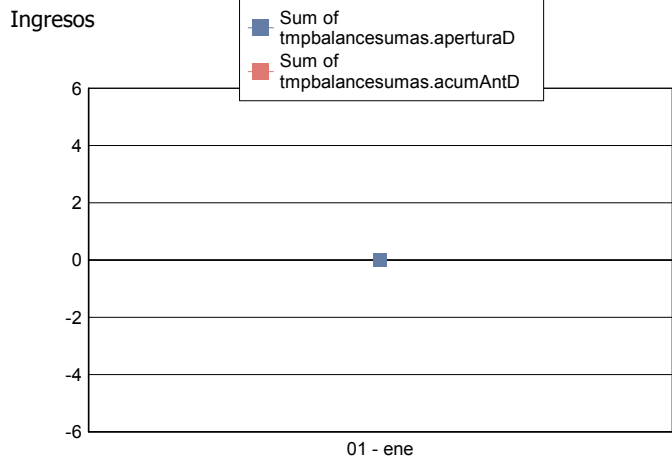 Ingresos
Sum of
tmpbalancesumas.aperturaD
Sum of
tmpbalancesumas.acumAntD
6
4
2
0
-2
-4
-6
01 - ene